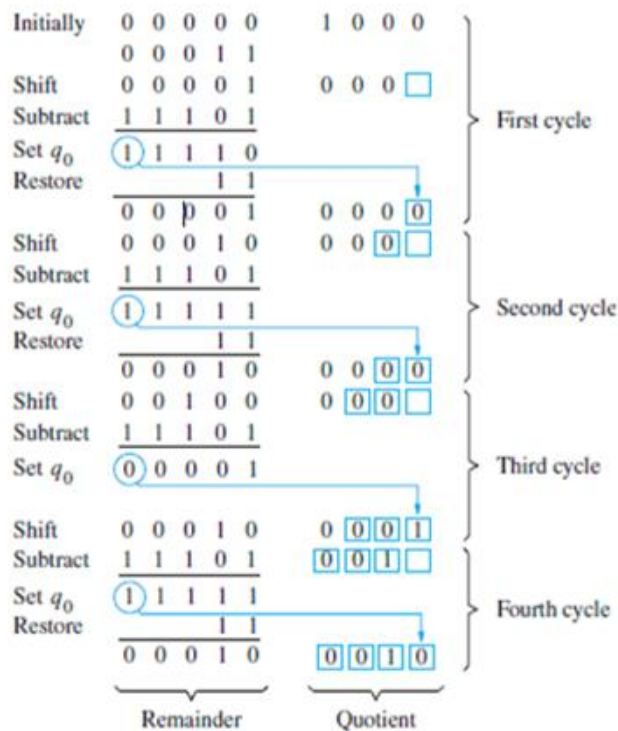 Initially 0 0 0 0 0 1 0 0 0
0 0 0 1 1
Shift 0 0 0 0 1 0 0 0
Subtract 1 1 1 0 1 First cycle
Set q0 1 1 1 1 0
Restore 1 1
0 0 0 0 1 0 0 0 0
Shift 0 0 0 1 0 0 0 0
Subtract 1 1 1 0 1
Set q0 1 1 1 1 1 Second cycle
Restore 1 1
0 0 0 1 0 0 0 0 0
Shift 0 0 1 0 0 0 0 0
Subtract 1 1 1 0 1
Set q0 0 0 0 0 1 Third cycle
Shift 0 0 0 1 0 0 0 0 1
Subtract 1 1 1 0 1 0 0 1
Set q0 1 1 1 1 1 Fourth cycle
Restore 1 1
0 0 0 1 0 0 0 1 0
Remainder Quotient